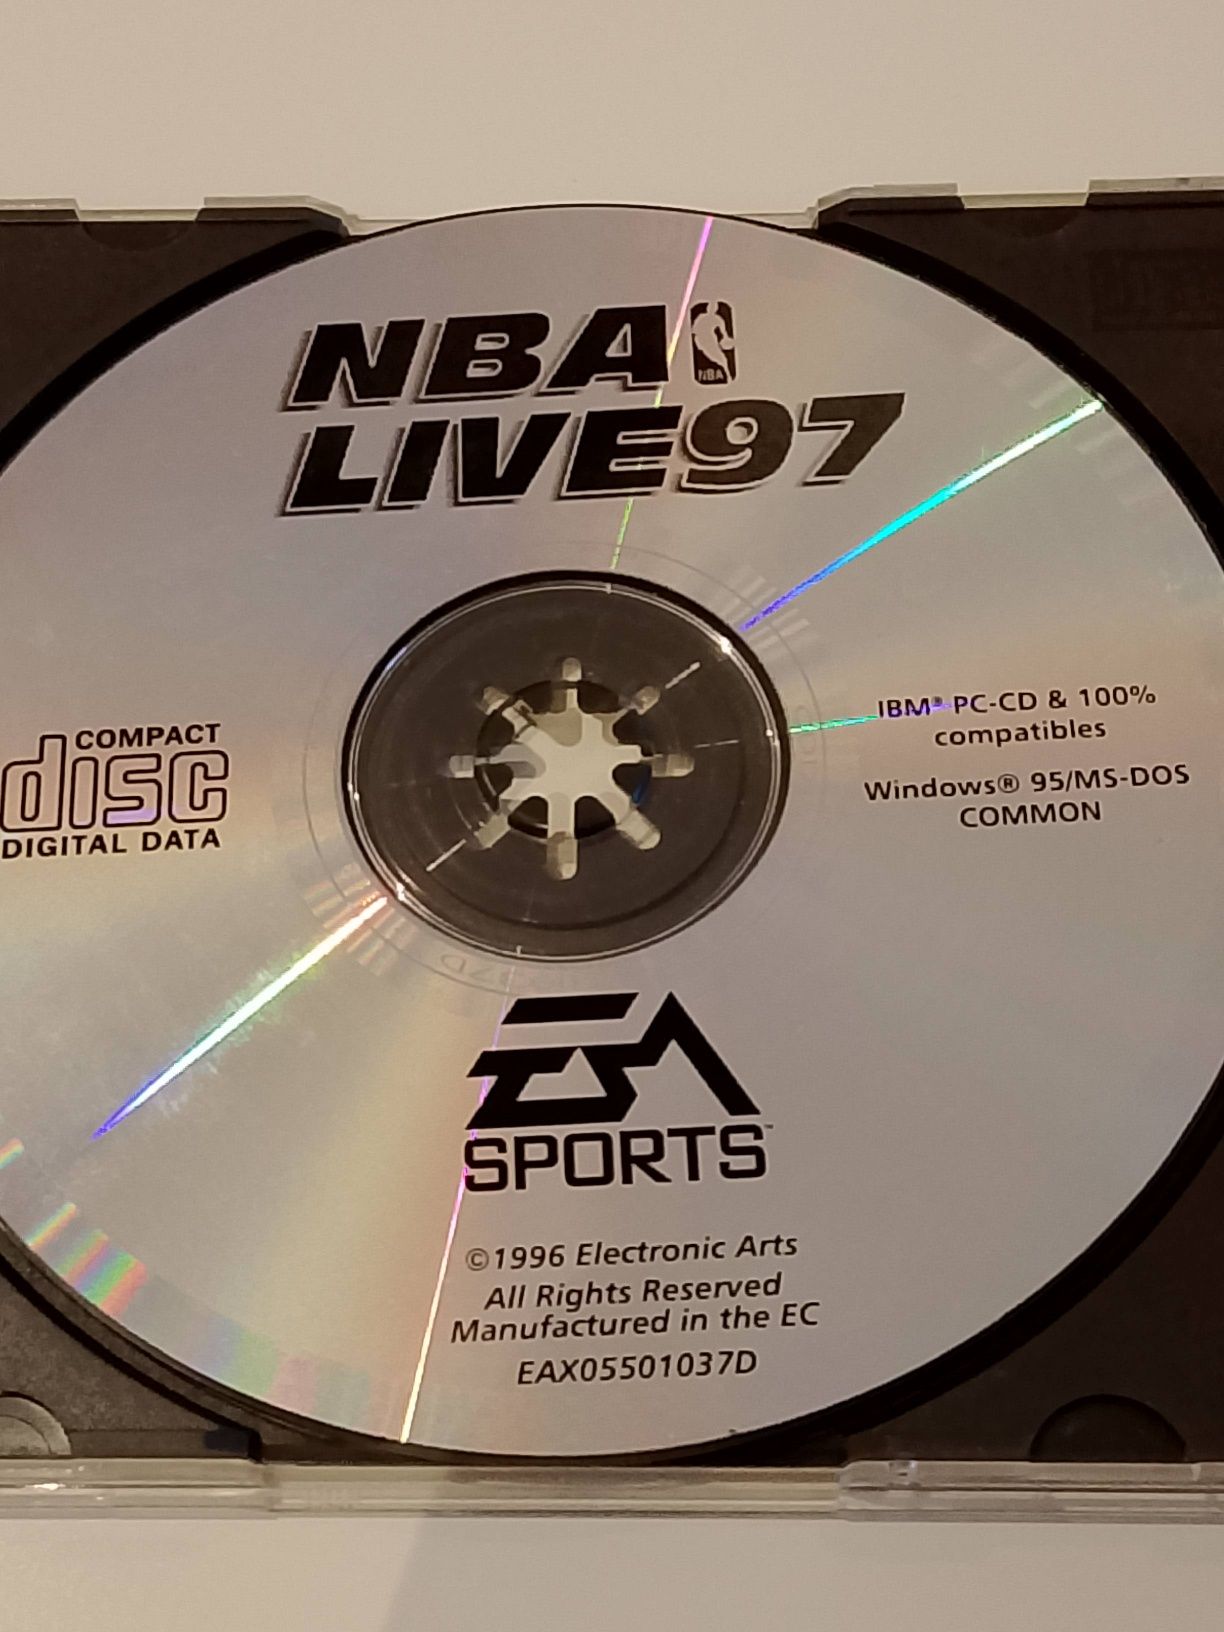 NBA
NBA
LIVE97
COMPACT
disc
DIGITAL DATA
IBM® PC-CD & 100%
compatibles
Windows® 95/MS-DOS
COMMON
EA
SPORTS™
©1996 Electronic Arts
All Rights Reserved
Manufactured in the EC
EAX05501037D